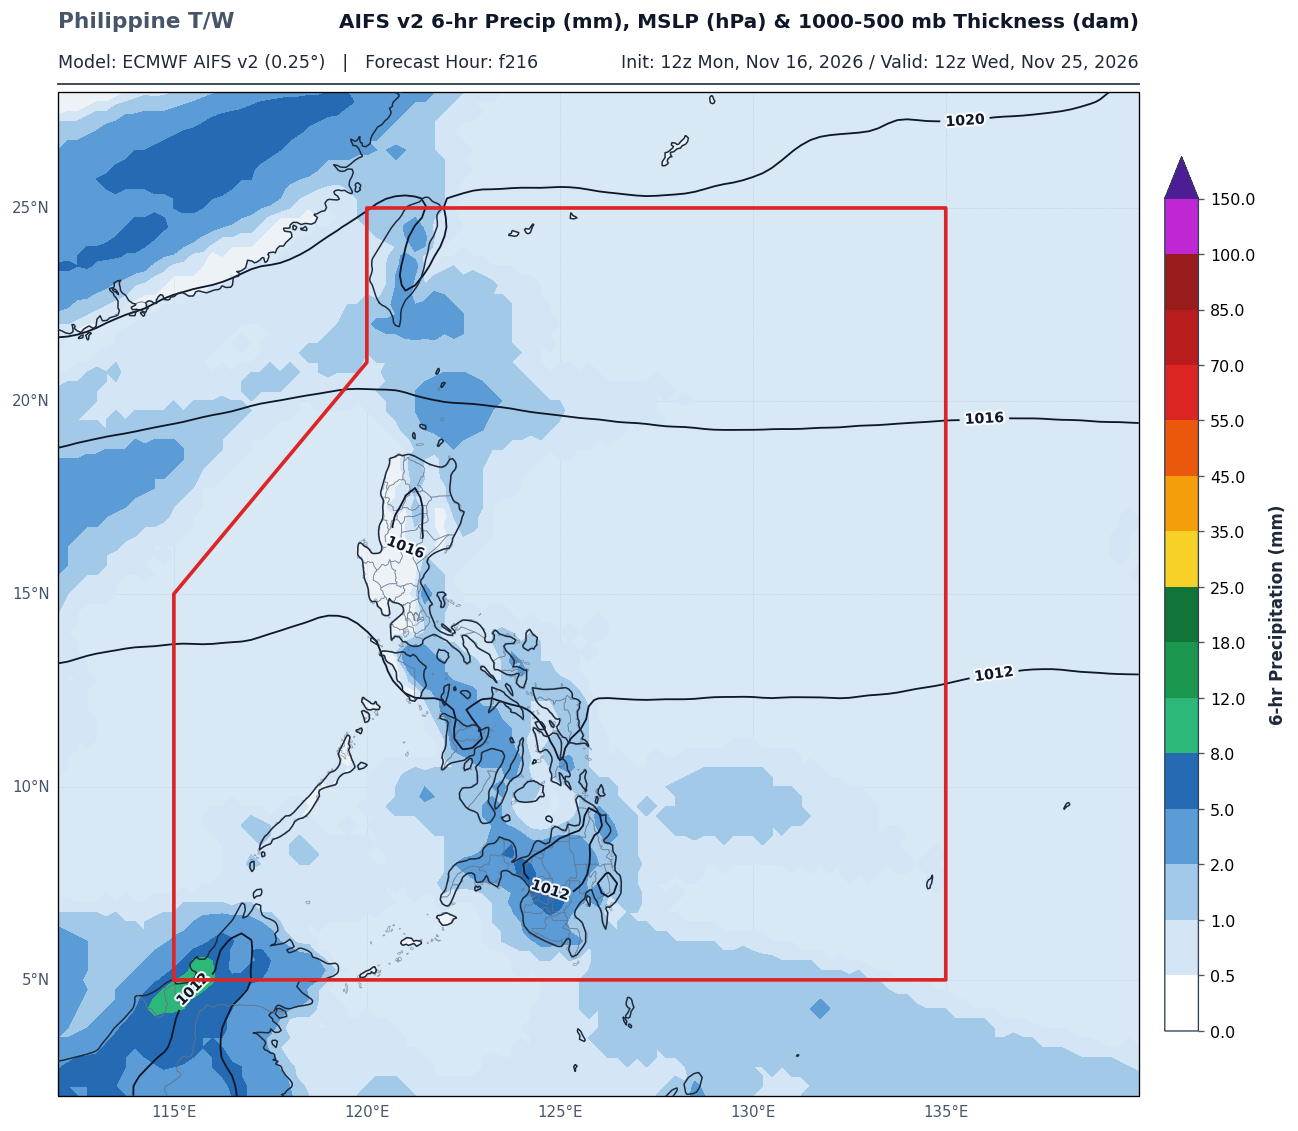 Philippine T/W
AIFS v2 6-hr Precip (mm), MSLP (hPa) & 1000-500 mb Thickness (dam)
Model: ECMWF AIFS v2 (0.25°) | Forecast Hour: f216
Init: 12z Mon, Nov 16, 2026 / Valid: 12z Wed, Nov 25, 2026
1020
1016
1016
1012
1012
1012
25°N
20°N
15°N
10°N
5°N
115°E
120°E
125°E
130°E
135°E
150.0
100.0
85.0
70.0
55.0
45.0
35.0
25.0
18.0
12.0
8.0
5.0
2.0
1.0
0.5
0.0
6-hr Precipitation (mm)